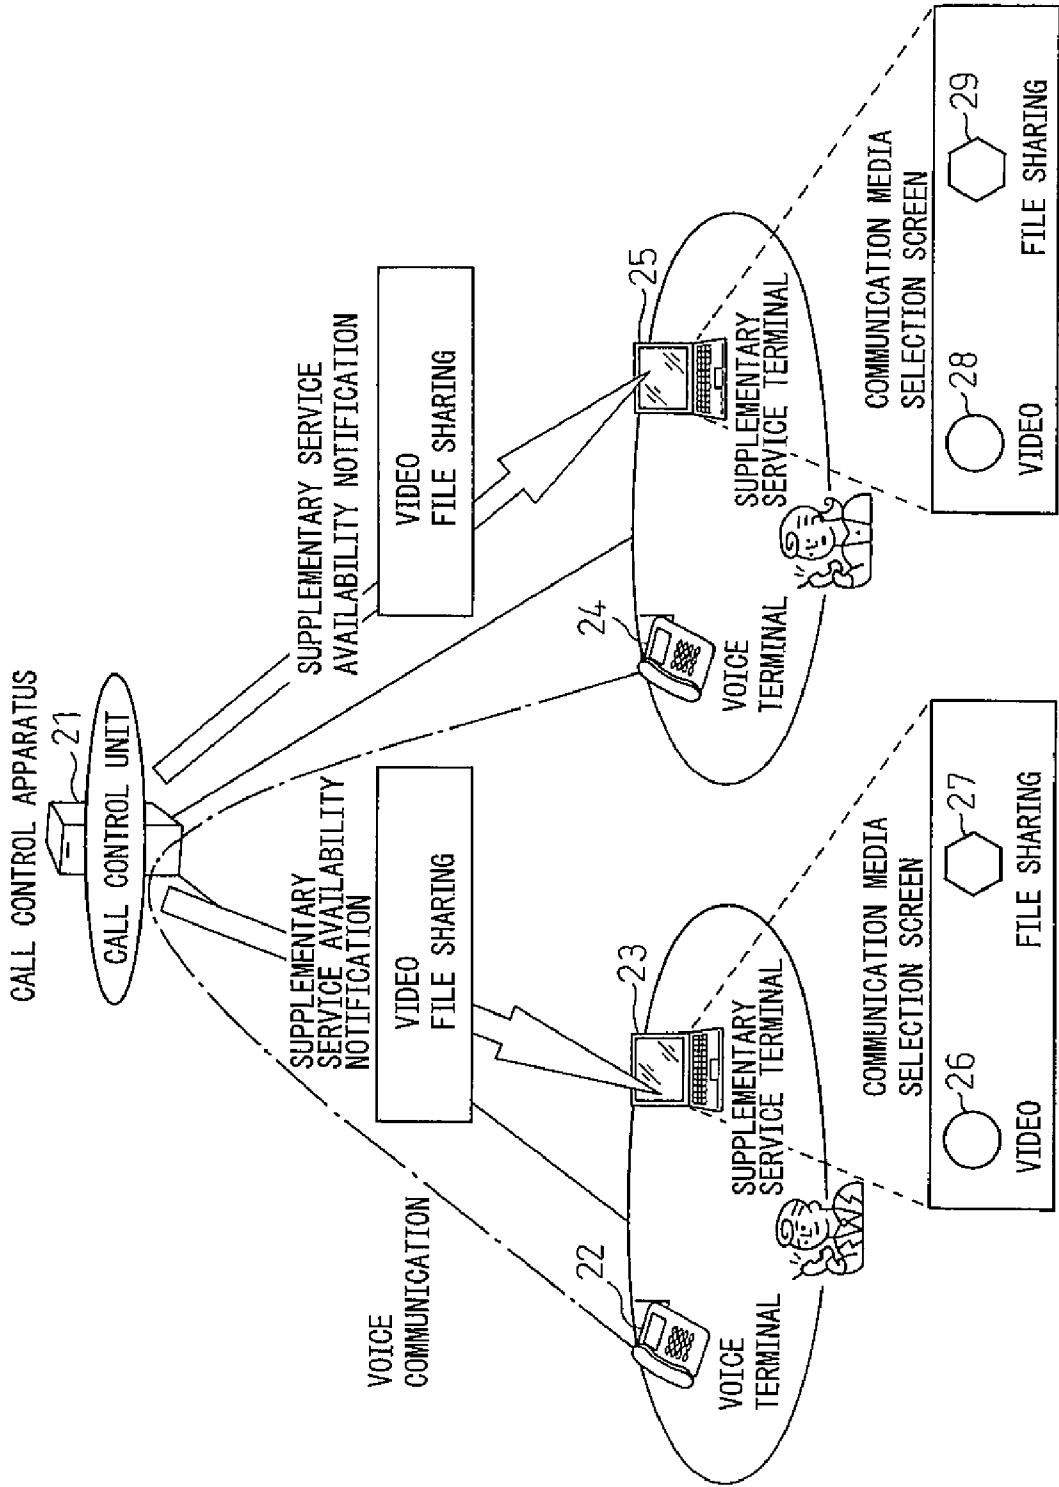 CALL CONTROL APPARATUS
21
CALL CONTROL UNIT
SUPPLEMENTARY
SERVICE AVAILABILITY
NOTIFICATION
SUPPLEMENTARY SERVICE
AVAILABILITY NOTIFICATION
VOICE
COMMUNICATION
VIDEO
FILE SHARING
VIDEO
FILE SHARING
22
23
24
25
VOICE
TERMINAL
SUPPLEMENTARY
SERVICE TERMINAL
VOICE
TERMINAL
SUPPLEMENTARY
SERVICE TERMINAL
COMMUNICATION MEDIA
SELECTION SCREEN
26
27
VIDEO
FILE SHARING
COMMUNICATION MEDIA
SELECTION SCREEN
28
29
VIDEO
FILE SHARING